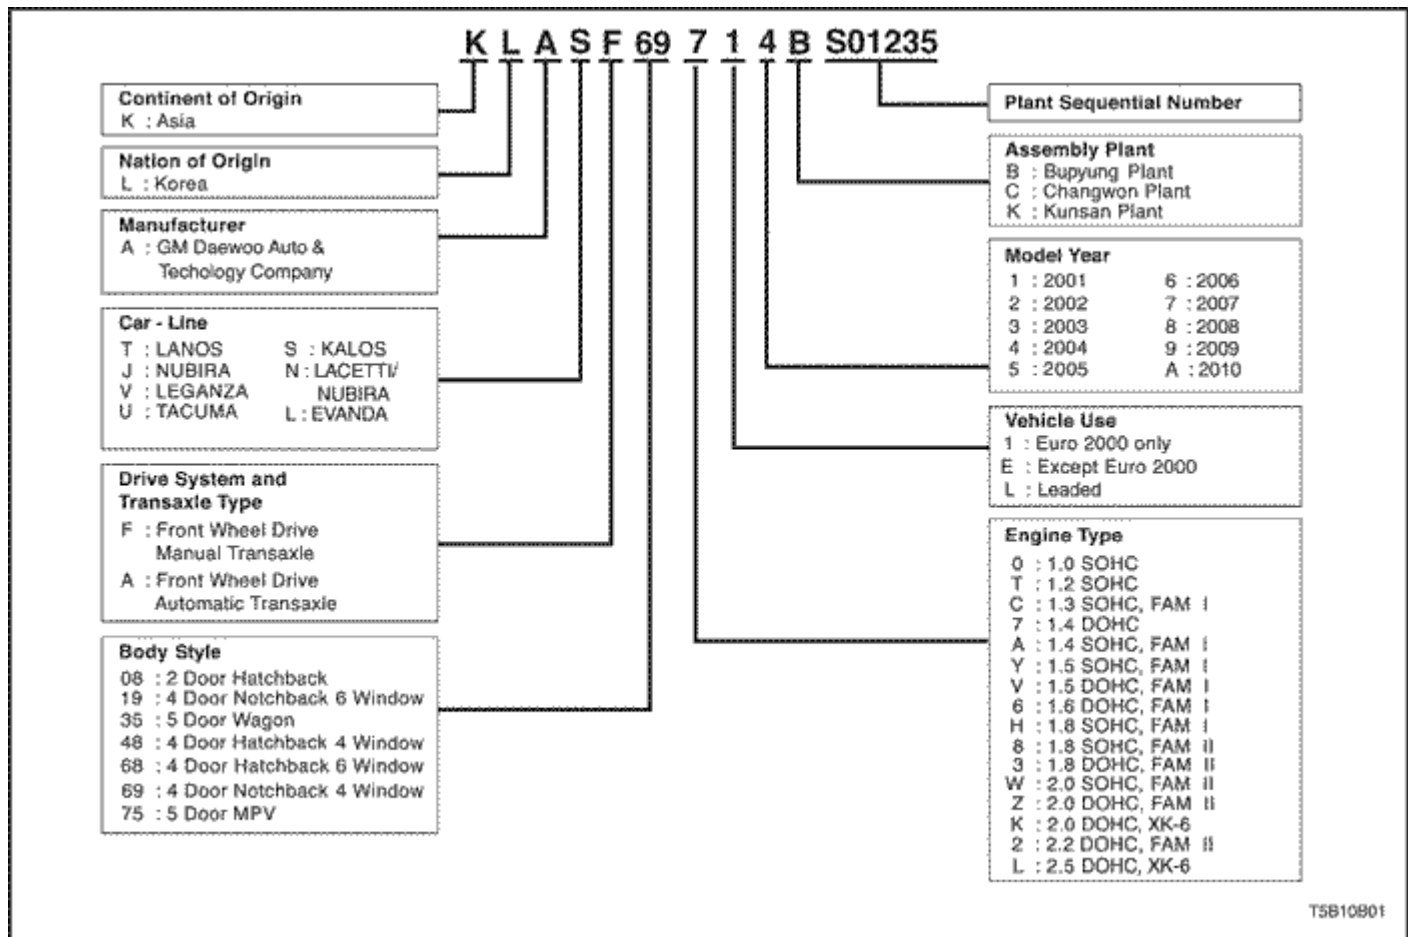 K L A S F 69 7 1 4 B S01235
Continent of Origin
K : Asia
Nation of Origin
L : Korea
Manufacturer
A : GM Daewoo Auto &
Techology Company
Car - Line
T : LANOS S : KALOS
J : NUBIRA N : LACETTI/
V : LEGANZA NUBIRA
U : TACUMA L : EVANDA
Drive System and
Transaxle Type
F : Front Wheel Drive
Manual Transaxle
A : Front Wheel Drive
Automatic Transaxle
Body Style
08 : 2 Door Hatchback
19 : 4 Door Notchback 6 Window
35 : 5 Door Wagon
48 : 4 Door Hatchback 4 Window
68 : 4 Door Hatchback 6 Window
69 : 4 Door Notchback 4 Window
75 : 5 Door MPV
Plant Sequential Number
Assembly Plant
B : Bupyung Plant
C : Changwon Plant
K : Kunsan Plant
Model Year
1 : 2001 6 : 2006
2 : 2002 7 : 2007
3 : 2003 8 : 2008
4 : 2004 9 : 2009
5 : 2005 A : 2010
Vehicle Use
1 : Euro 2000 only
E : Except Euro 2000
L : Leaded
Engine Type
0 : 1.0 SOHC
T : 1.2 SOHC
C : 1.3 SOHC, FAM I
7 : 1.4 DOHC
A : 1.4 SOHC, FAM I
Y : 1.5 SOHC, FAM I
V : 1.5 DOHC, FAM I
6 : 1.6 DOHC, FAM I
H : 1.8 SOHC, FAM I
8 : 1.8 SOHC, FAM II
3 : 1.8 DOHC, FAM II
W : 2.0 SOHC, FAM II
Z : 2.0 DOHC, FAM II
K : 2.0 DOHC, XK-6
2 : 2.2 DOHC, FAM II
L : 2.5 DOHC, XK-6
T5B10B01